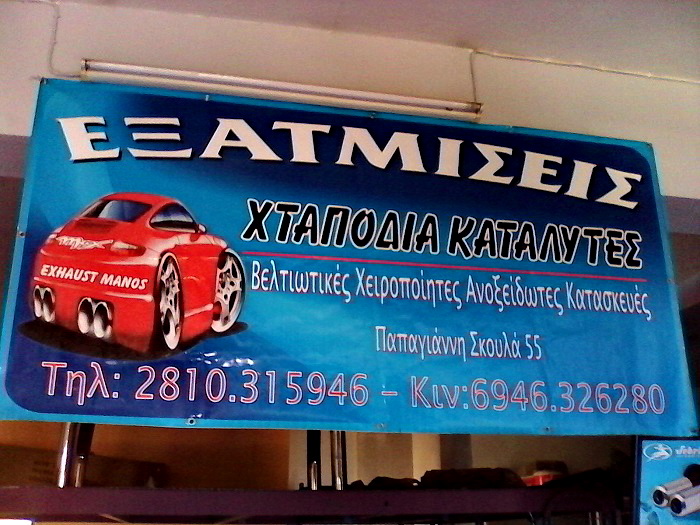 ΕΞΑΤΜΙΣΕΙΣ
ΧΤΑΠΟΔΙΑ ΚΑΤΑΛΥΤΕΣ
EXHAUST MANOS
Βελτιωτικές Χειροποίητες Ανοξείδωτες Κατασκευές
Παπαγιάννη Σκουλά 55
Τηλ: 2810.315946 – Κιν:6946.326280